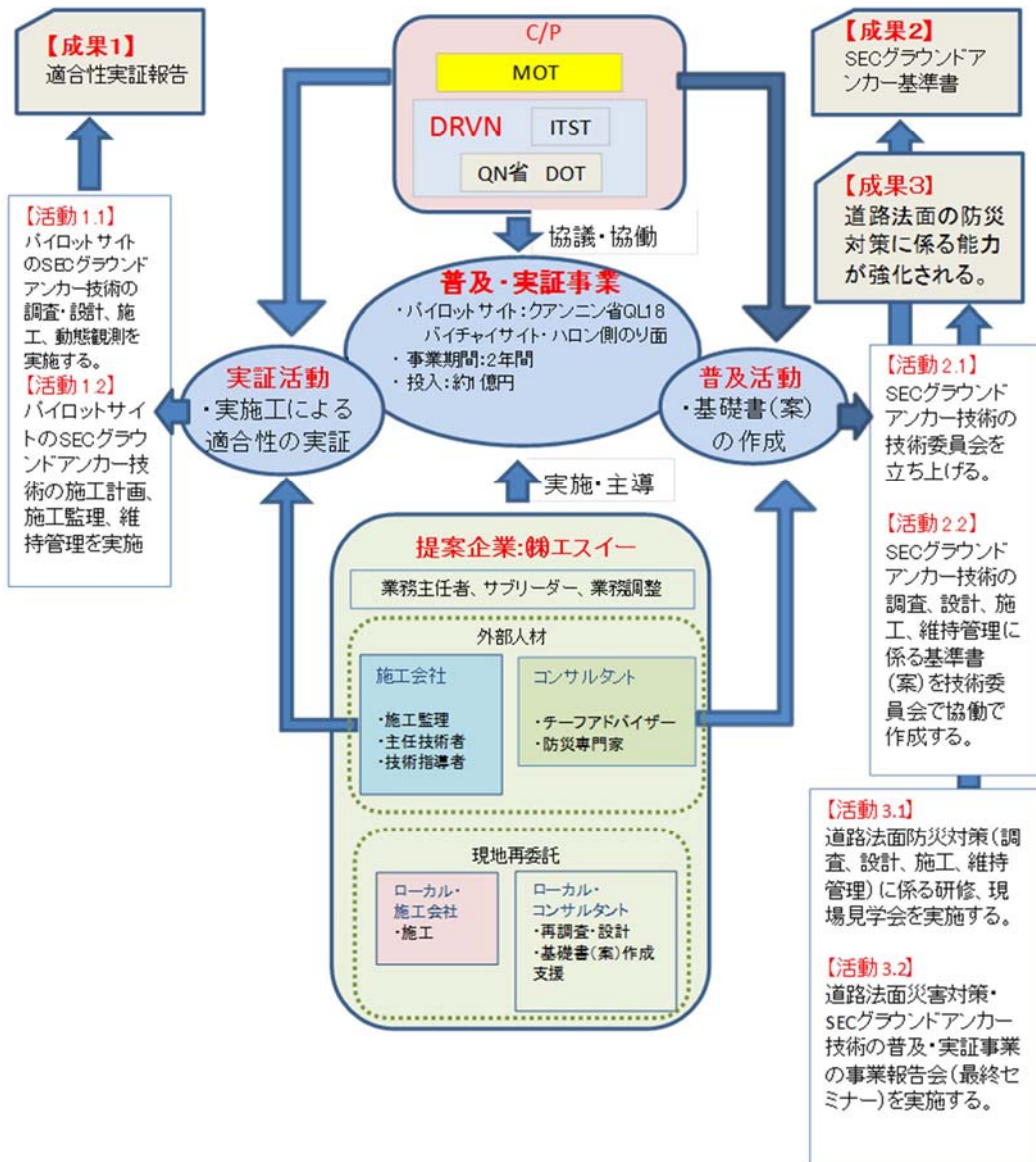 【成果1】
適合性実証報告
C/P
MOT
DRVN
ITST
QN省 DOT
【成果2】
SECグラウンドア
ンカー基準書
【成果3】
道路法面の防災
対策に係る能力
が強化される。
協議・協働
【活動1.1】
パイロットサイト
のSECグラウンド
アンカー技術の
調査・設計、施
工、動態観測を
実施する。
【活動1.2】
パイロットサイ
トのSECグラウ
ンドアンカー技
術の施工計画、
施工監理、維
持管理を実施
普及・実証事業
・パイロットサイト:クアンニン省QL18
バイチャイサイト・ハロン側のり面
・事業期間:2年間
・投入:約1億円
実証活動
・実施工による
適合性の実証
普及活動
・基礎書(案)
の作成
実施・主導
提案企業:㈱エスイー
業務主任者、サブリーダー、業務調整
外部人材
施工会社
・施工監理
・主任技術者
・技術指導者
コンサルタント
・チーフアドバイザー
・防災専門家
現地再委託
ローカル・
施工会社
・施工
ローカル・
コンサルタント
・再調査・設計
・基礎書(案)作成
支援
【活動2.1】
SECグラウンド
アンカー技術の
技術委員会を
立ち上げる。
【活動2.2】
SECグラウンド
アンカー技術の
調査、設計、施
工、維持管理に
係る基準書
(案)を技術委
員会で協働で
作成する。
【活動3.1】
道路法面防災対策(調
査、設計、施工、維持
管理)に係る研修、現
場見学会を実施する。
【活動3.2】
道路法面災害対策・
SECグラウンドアンカー
技術の普及・実証事業
の事業報告会(最終セ
ミナー)を実施する。